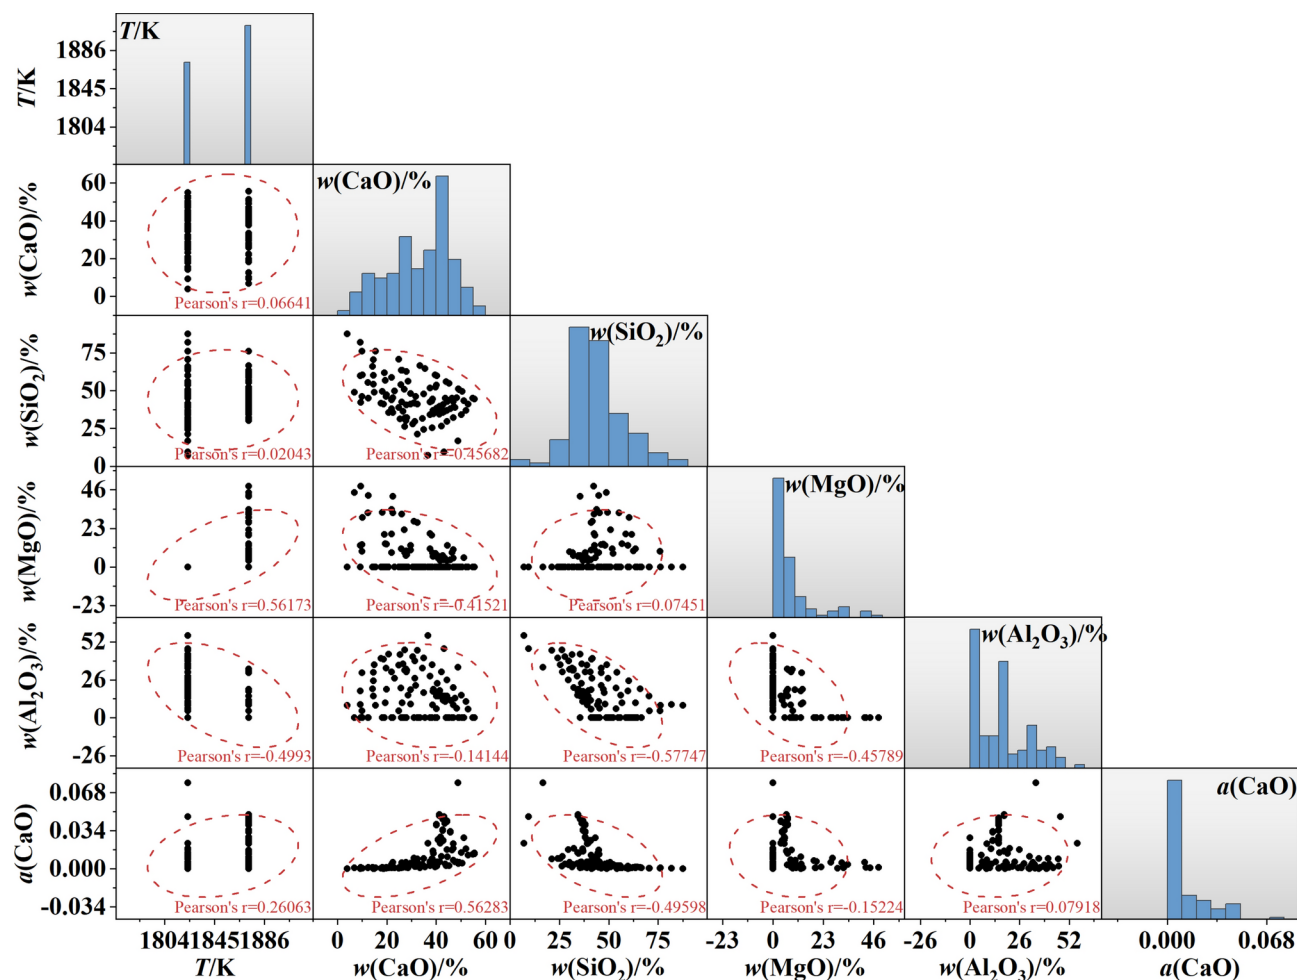 T/K
T/K
1886
1845
1804
w(CaO)/%
w(CaO)/%
60
40
20
0
Pearson's r=0.06641
w(SiO₂)/%
w(SiO₂)/%
75
50
25
0
Pearson's r=0.02043
Pearson's r=-0.45682
w(MgO)/%
w(MgO)/%
46
23
0
-23
Pearson's r=0.56173
Pearson's r=-0.41521
Pearson's r=0.07451
w(Al₂O₃)/%
w(Al₂O₃)/%
52
26
0
-26
Pearson's r=-0.4993
Pearson's r=-0.14144
Pearson's r=-0.57747
Pearson's r=-0.45789
a(CaO)
a(CaO)
0.068
0.034
0.000
-0.034
Pearson's r=0.26063
Pearson's r=0.56283
Pearson's r=-0.49598
Pearson's r=-0.15224
Pearson's r=0.07918
1804 1845 1886 0 20 40 60 0 25 50 75 -23 0 23 46 -26 0 26 52 0.000 0.068
T/K w(CaO)/% w(SiO₂)/% w(MgO)/% w(Al₂O₃)/% a(CaO)